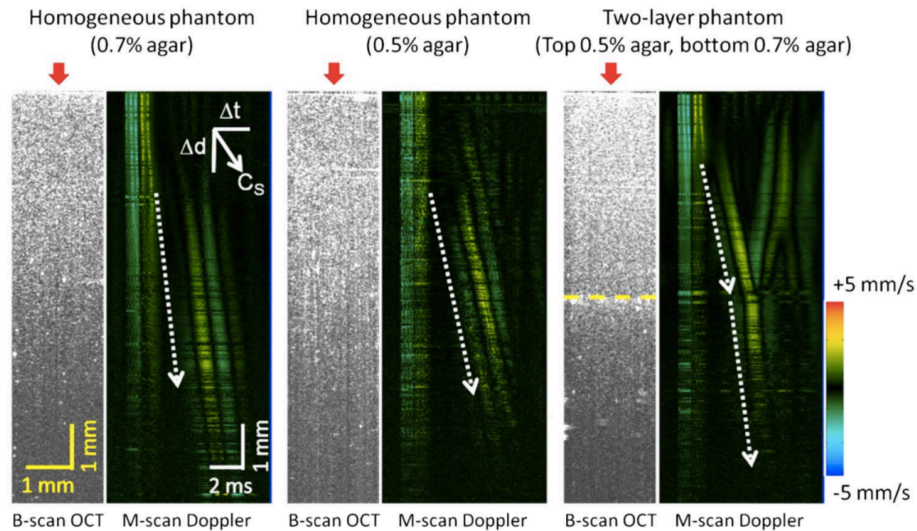 Homogeneous phantom
(0.7% agar)
Homogeneous phantom
(0.5% agar)
Two-layer phantom
(Top 0.5% agar, bottom 0.7% agar)
Δt
Δd
Cs
+5 mm/s
1 mm
1 mm
2 ms
1 mm
-5 mm/s
B-scan OCT
M-scan Doppler
B-scan OCT
M-scan Doppler
B-scan OCT
M-scan Doppler